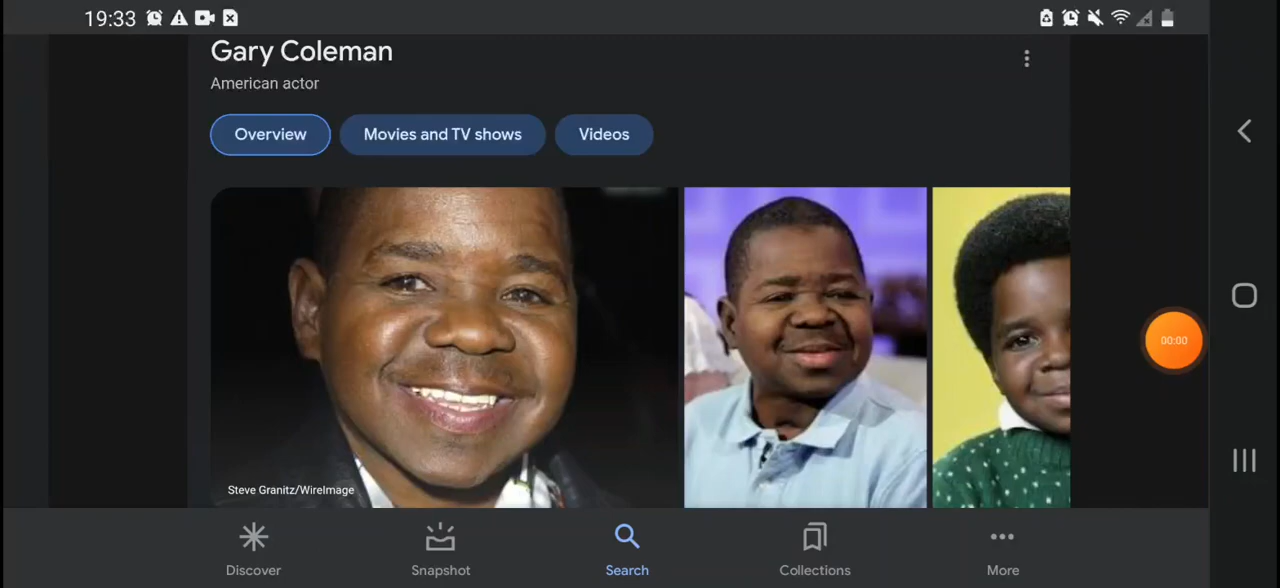 19:33
Gary Coleman
American actor
Overview
Movies and TV shows
Videos
00:00
Steve Granitz/WireImage
Discover
Snapshot
Search
Collections
More